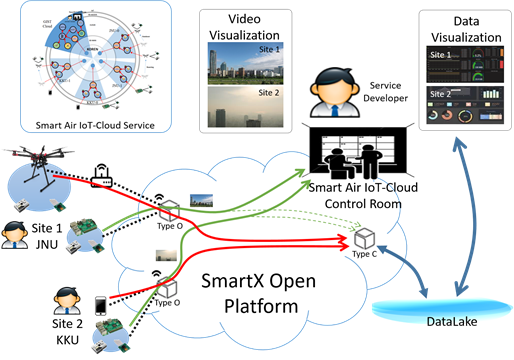 Smart Air IoT-Cloud Service
Video
Visualization
Site 1
Site 2
Data
Visualization
Site 1
Site 2
Service
Developer
Smart Air IoT-Cloud
Control Room
Site 1
JNU
Type O
Type C
Type O
Site 2
KKU
SmartX Open
Platform
DataLake